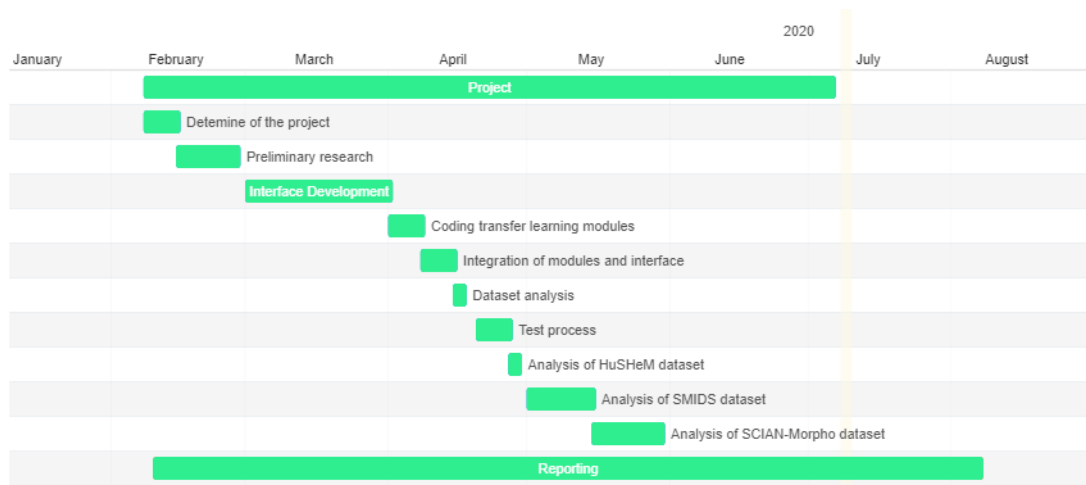 2020
January February March April May June July August
Project
Detemine of the project
Preliminary research
Interface Development
Coding transfer learning modules
Integration of modules and interface
Dataset analysis
Test process
Analysis of HuSHeM dataset
Analysis of SMIDS dataset
Analysis of SCIAN-Morpho dataset
Reporting